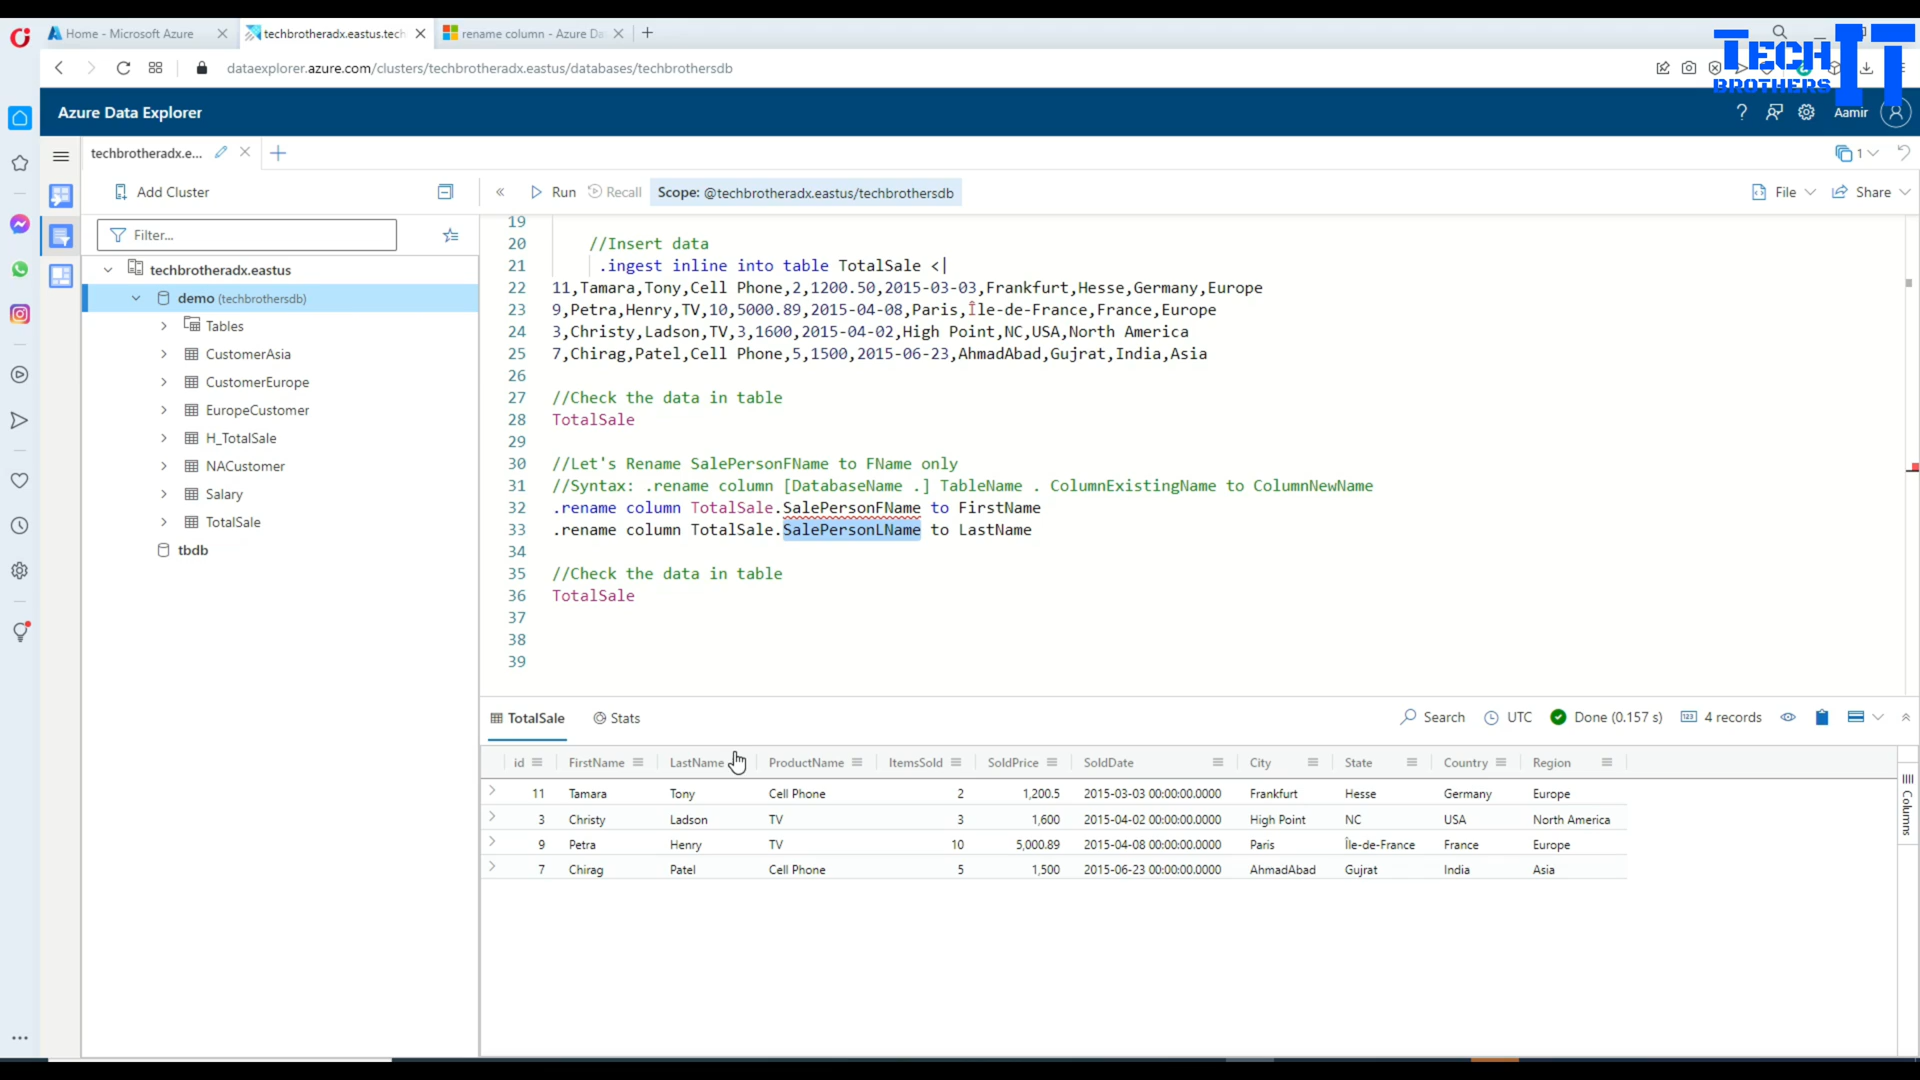 Home - Microsoft Azure
techbrotheradx.eastus.tech
rename column - Azure Da
dataexplorer.azure.com/clusters/techbrotheradx.eastus/databases/techbrothersdb
TECH IT
BROTHERS
Azure Data Explorer
Aamir
techbrotheradx.e...
1
Add Cluster
Run
Recall
Scope: @techbrotheradx.eastus/techbrothersdb
File
Share
Filter...
techbrotheradx.eastus
demo (techbrothersdb)
Tables
CustomerAsia
CustomerEurope
EuropeCustomer
H_TotalSale
NACustomer
Salary
TotalSale
tbdb
19
20 //Insert data
21 .ingest inline into table TotalSale <|
22 11,Tamara,Tony,Cell Phone,2,1200.50,2015-03-03,Frankfurt,Hesse,Germany,Europe
23 9,Petra,Henry,TV,10,5000.89,2015-04-08,Paris,Île-de-France,France,Europe
24 3,Christy,Ladson,TV,3,1600,2015-04-02,High Point,NC,USA,North America
25 7,Chirag,Patel,Cell Phone,5,1500,2015-06-23,AhmadAbad,Gujrat,India,Asia
26
27 //Check the data in table
28 TotalSale
29
30 //Let's Rename SalePersonFName to FName only
31 //Syntax: .rename column [DatabaseName .] TableName . ColumnExistingName to ColumnNewName
32 .rename column TotalSale.SalePersonFName to FirstName
33 .rename column TotalSale.SalePersonLName to LastName
34
35 //Check the data in table
36 TotalSale
37
38
39
TotalSale Stats
Search UTC Done (0.157 s) 4 records
id FirstName LastName ProductName ItemsSold SoldPrice SoldDate City State Country Region
11 Tamara Tony Cell Phone 2 1,200.5 2015-03-03 00:00:00.0000 Frankfurt Hesse Germany Europe
3 Christy Ladson TV 3 1,600 2015-04-02 00:00:00.0000 High Point NC USA North America
9 Petra Henry TV 10 5,000.89 2015-04-08 00:00:00.0000 Paris Île-de-France France Europe
7 Chirag Patel Cell Phone 5 1,500 2015-06-23 00:00:00.0000 AhmadAbad Gujrat India Asia
Columns